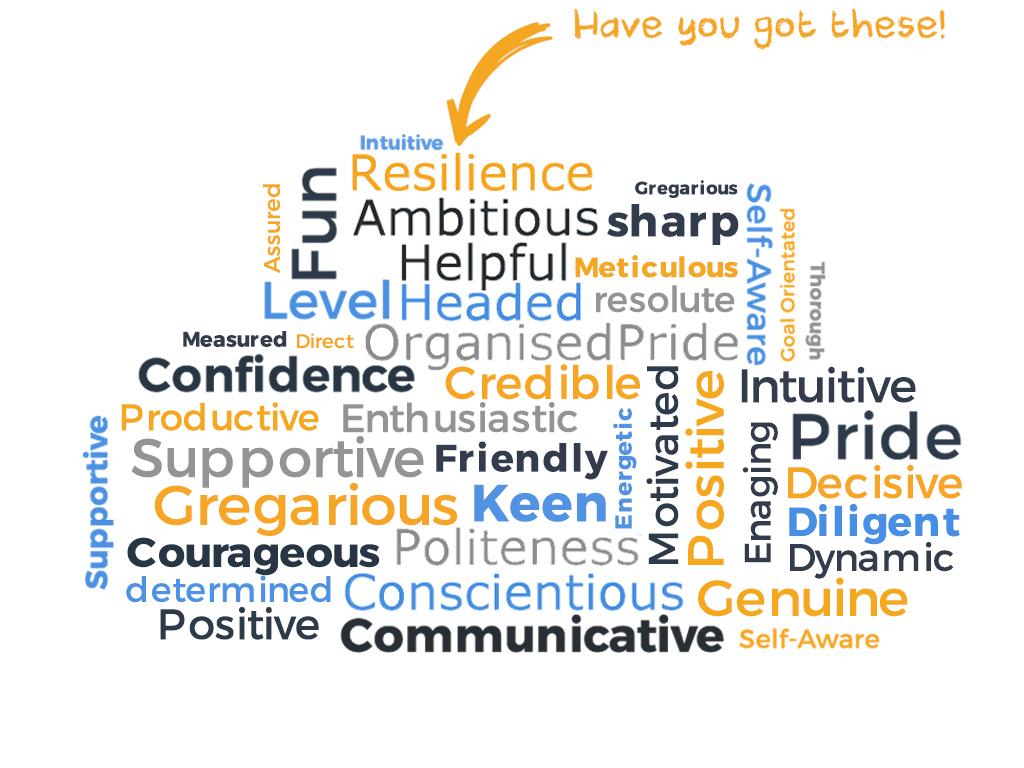 Have you got these!
Intuitive
Resilience
Assured
Fun
Ambitious
Gregarious
sharp
Self-Aware
Goal Orientated
Thorough
Helpful
Meticulous
Level Headed
resolute
Measured
Direct
Organised
Pride
Confidence
Credible
Motivated
Positive
Intuitive
Productive
Enthusiastic
Energetic
Supportive
Supportive
Friendly
Enaging
Pride
Decisive
Gregarious
Keen
Diligent
Courageous
Politeness
Dynamic
determined
Conscientious
Genuine
Positive
Communicative
Self-Aware